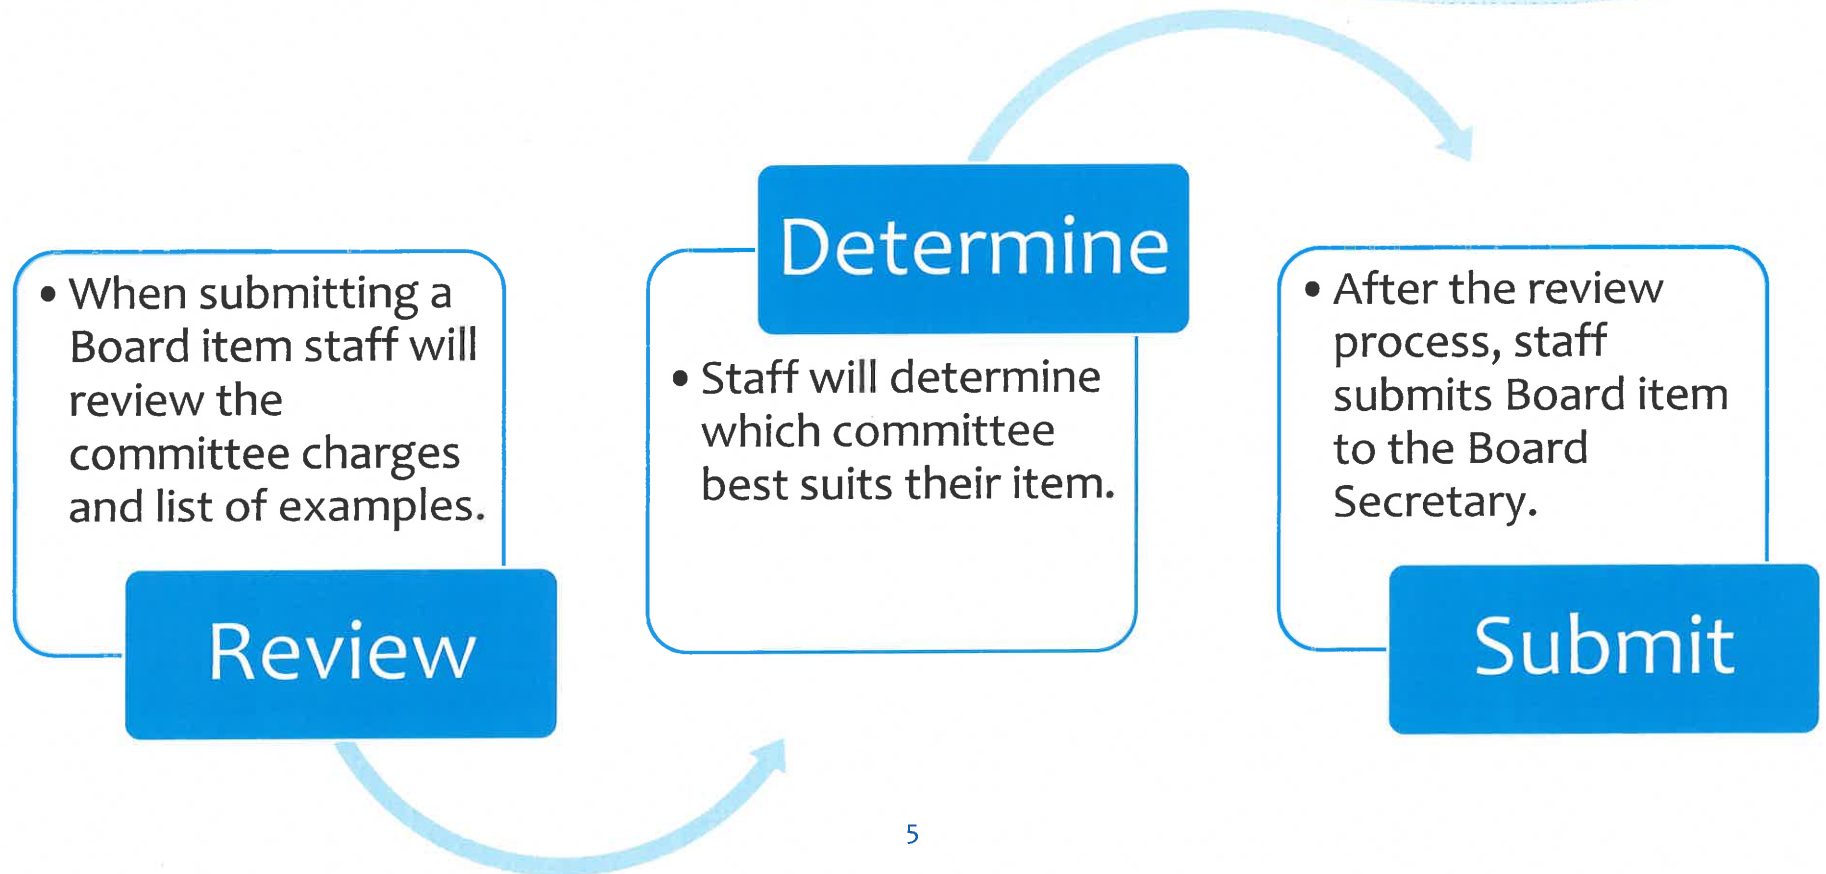 • When submitting a
Board item staff will
review the
committee charges
and list of examples.
Review
Determine
• Staff will determine
which committee
best suits their item.
• After the review
process, staff
submits Board item
to the Board
Secretary.
Submit
5